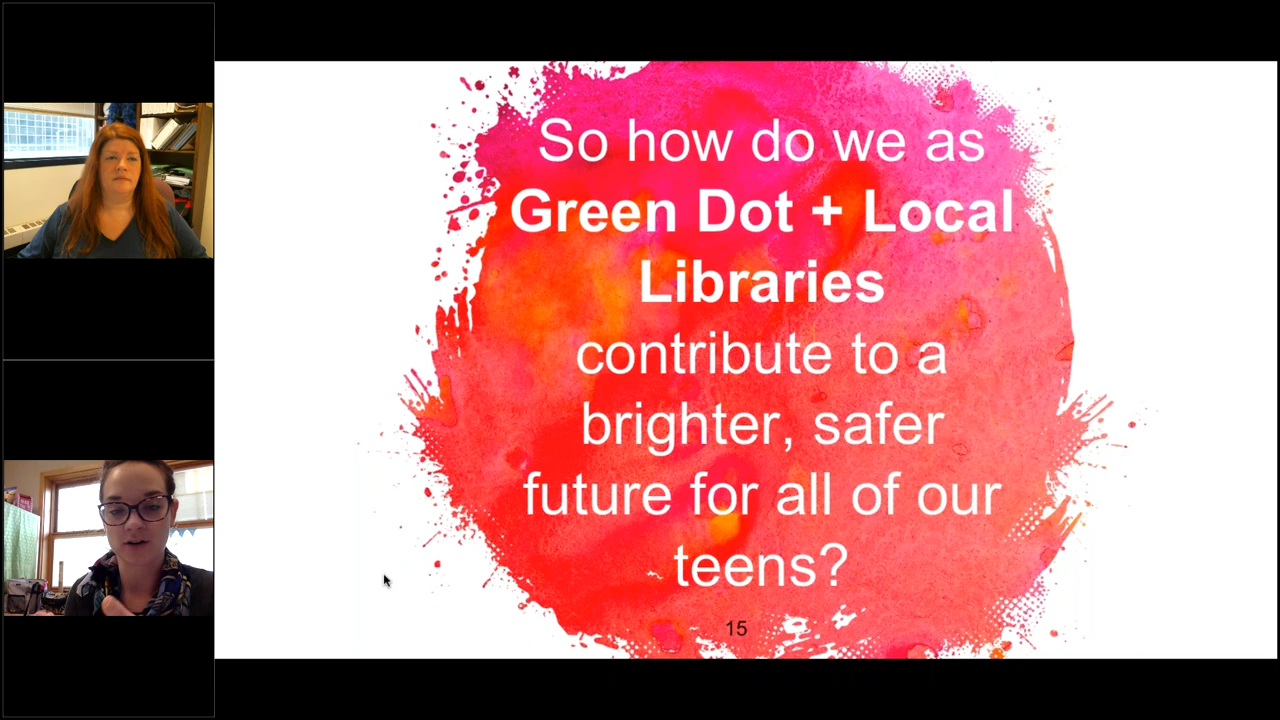 So how do we as
Green Dot + Local
Libraries
contribute to a
brighter, safer
future for all of our
teens?
15